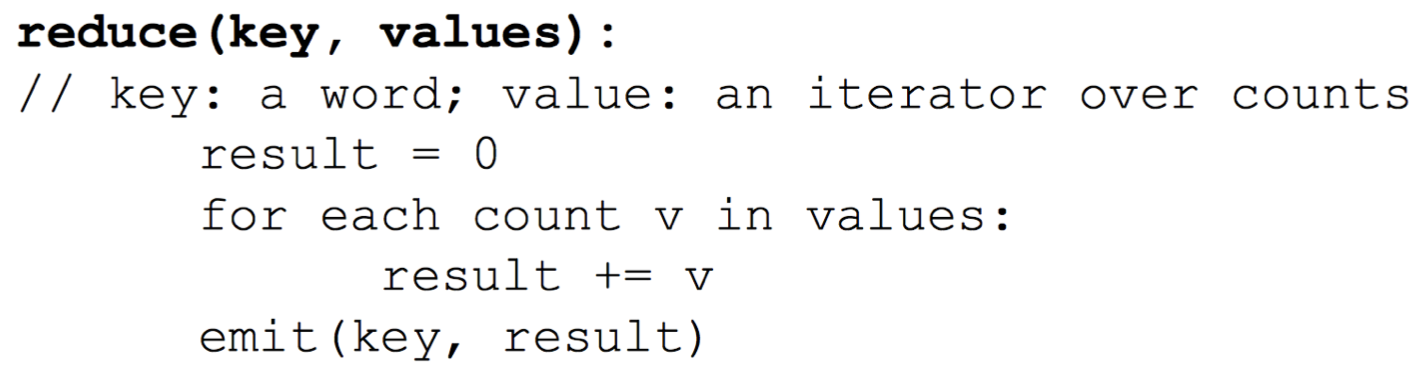 reduce(key, values):
// key: a word; value: an iterator over counts
result = 0
for each count v in values:
result += v
emit(key, result)